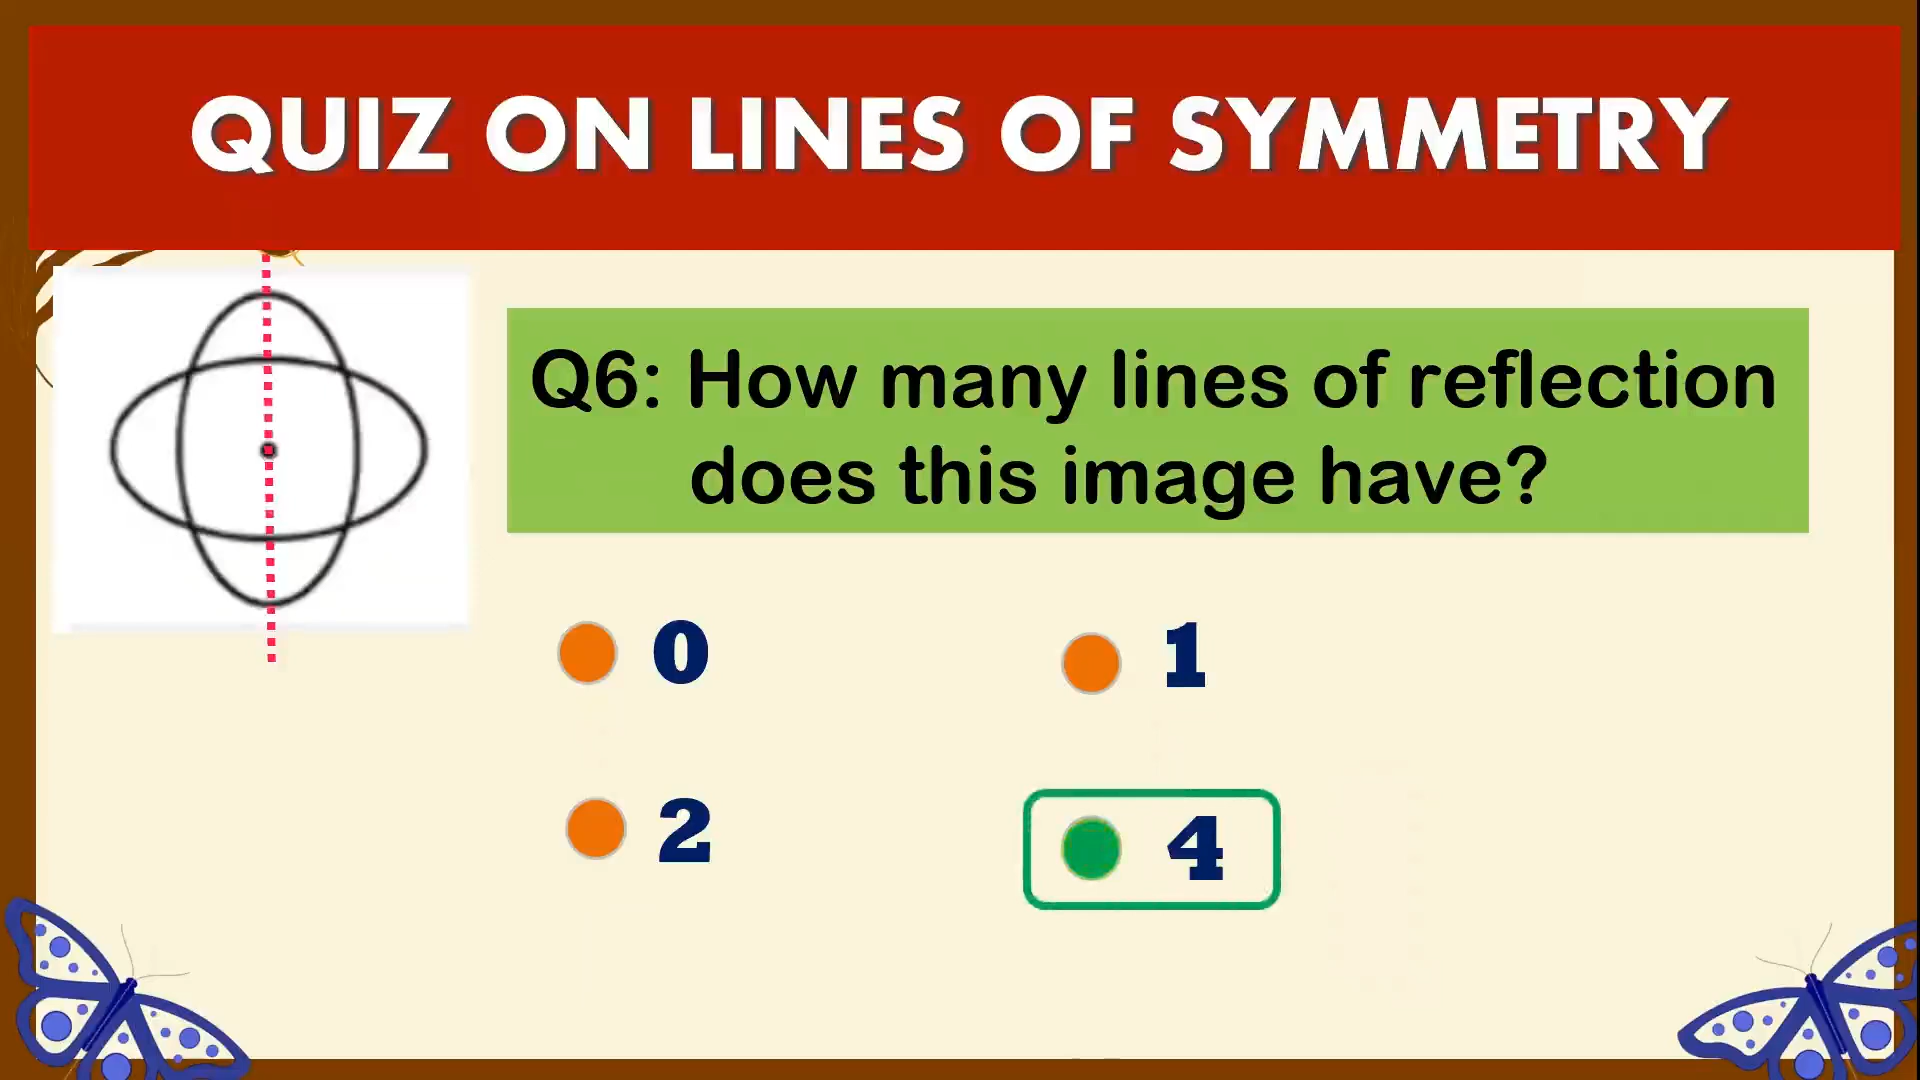 QUIZ ON LINES OF SYMMETRY
Q6: How many lines of reflection
does this image have?
0
1
2
4